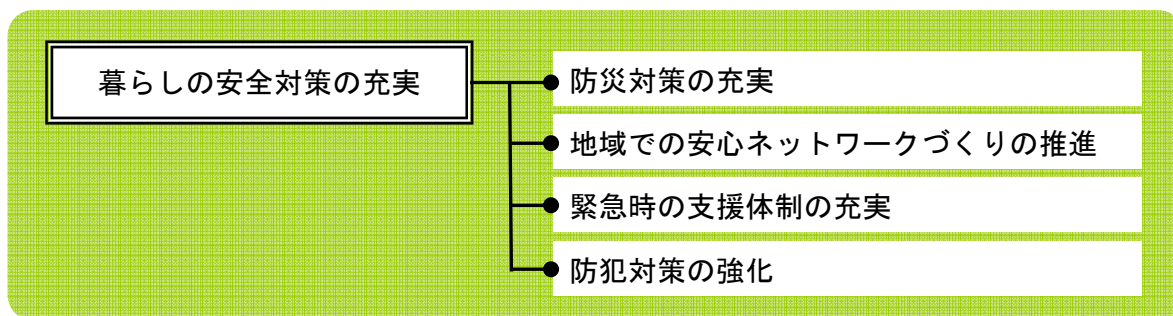 暮らしの安全対策の充実
防災対策の充実
地域での安心ネットワークづくりの推進
緊急時の支援体制の充実
防犯対策の強化